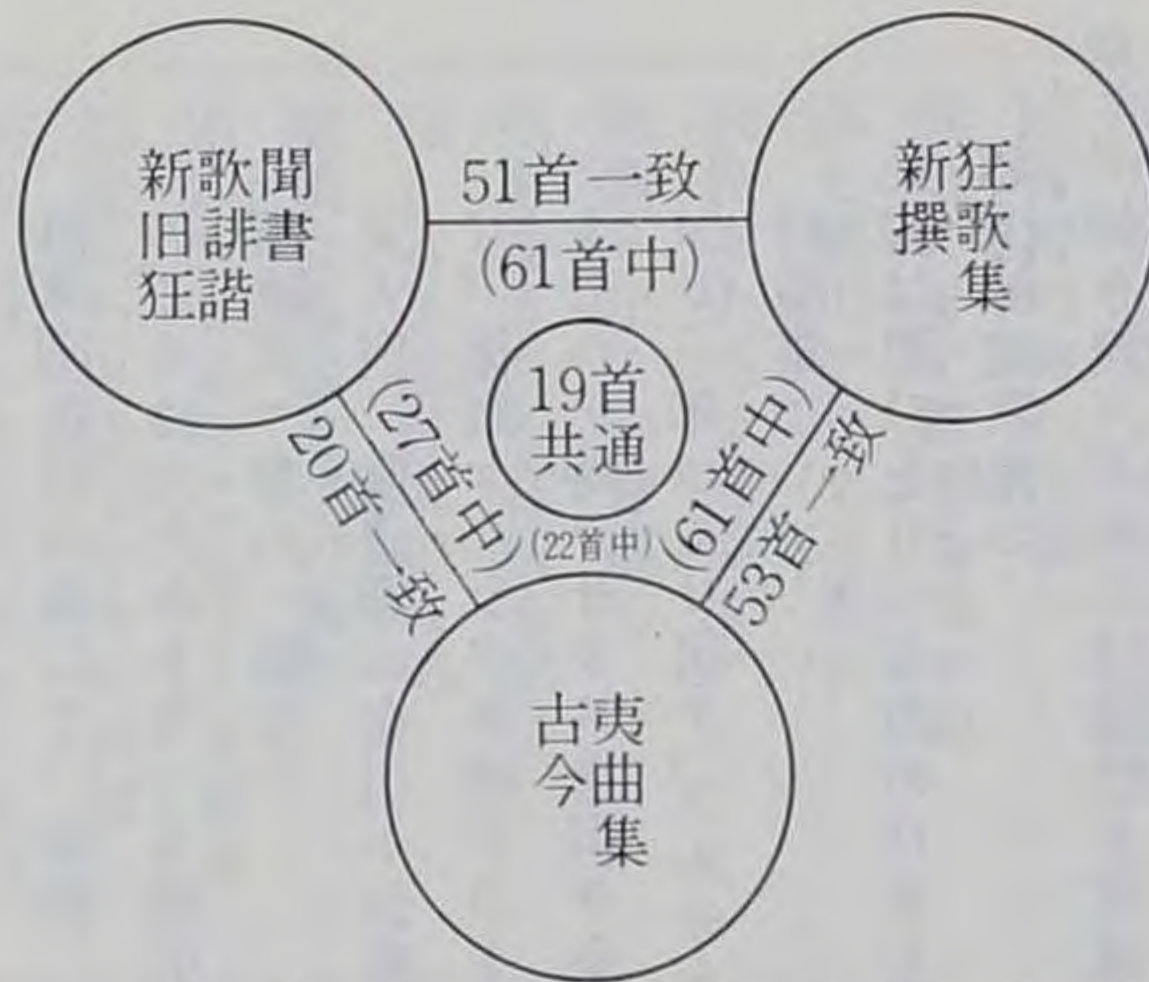 新旧狂
歌誹諧
聞書
51首一致
(61首中)
新撰
狂歌集
19首
共通
(27首中)
20首一致
(22首中)
(61首中)
53首一致
古今
夷曲集